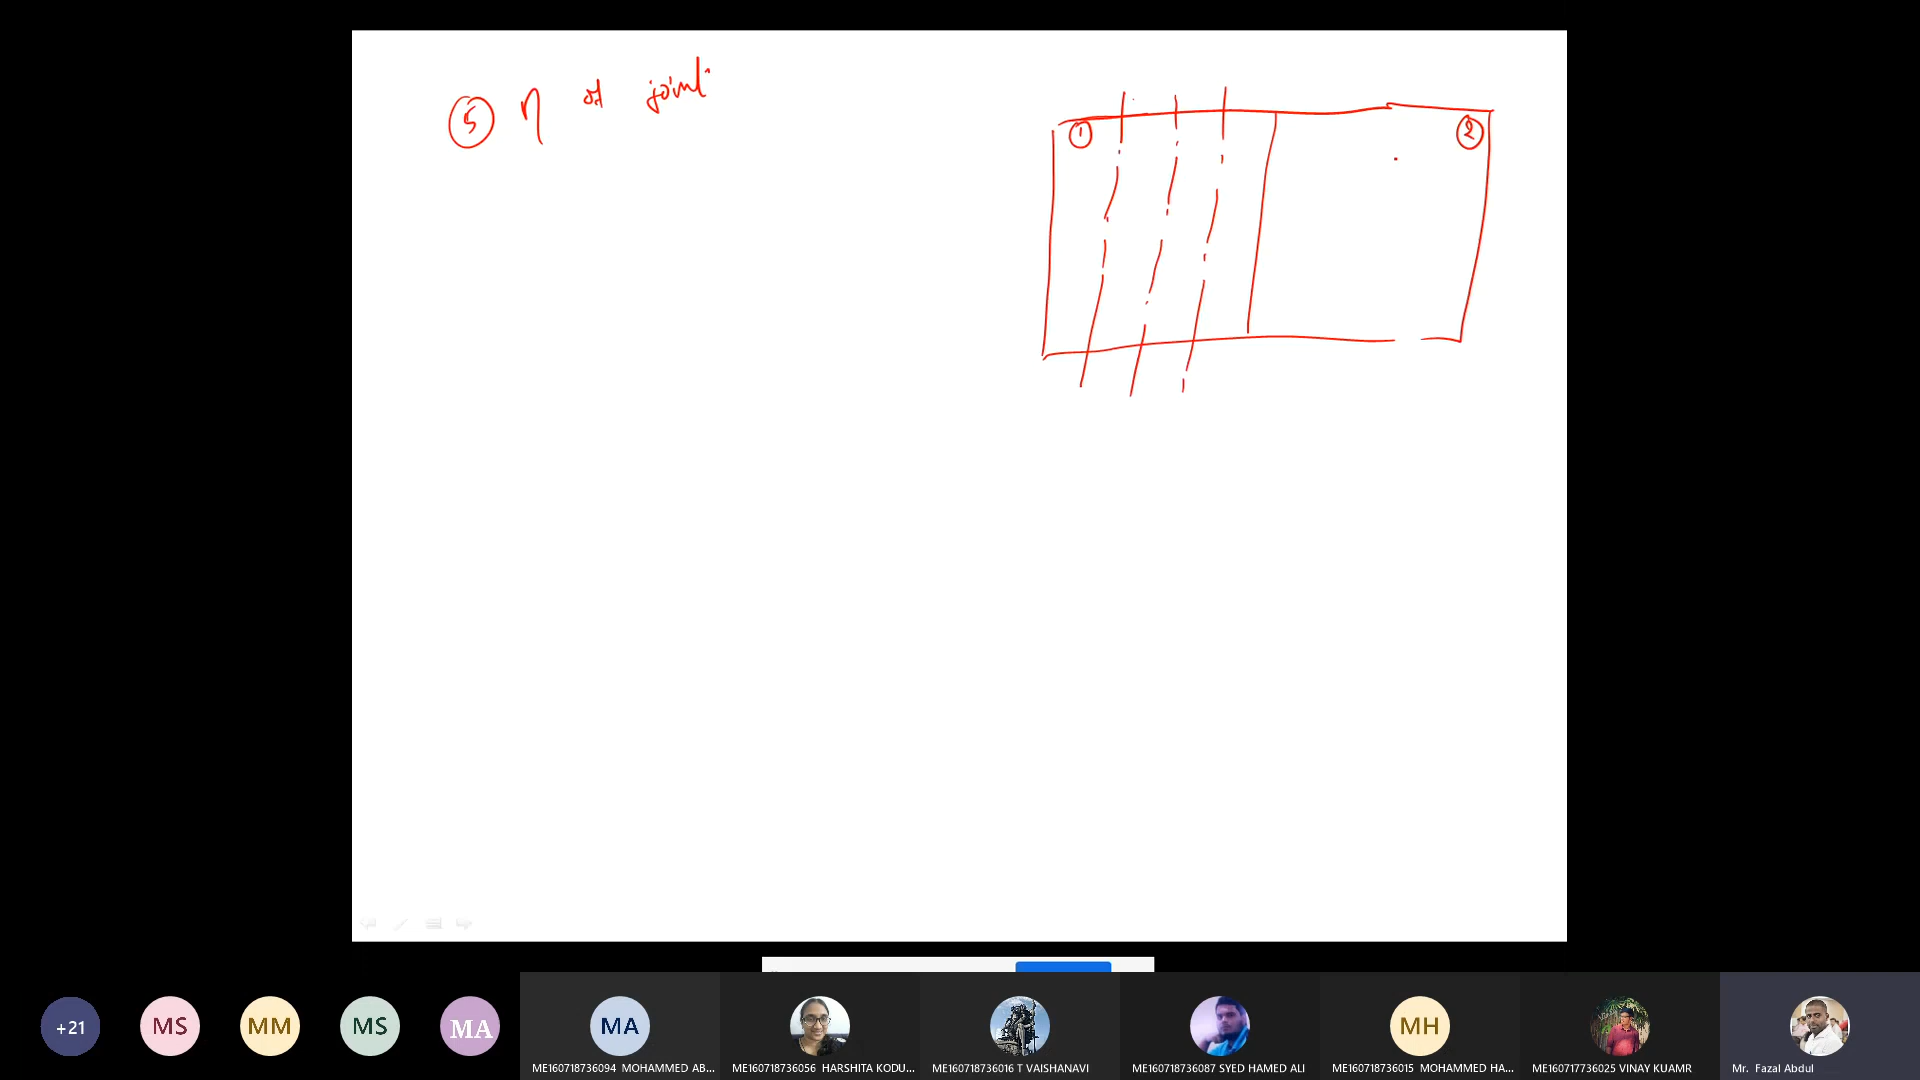 5 η of joint
1
2
+21
MS
MM
MS
MA
MA
MH
ME160718736094 MOHAMMED AB...
ME160718736056 HARSHITA KODU...
ME160718736016 T VAISHANAVI
ME160718736087 SYED HAMED ALI
ME160718736015 MOHAMMED HA...
ME160717736025 VINAY KUAMR
Mr. Fazal Abdul